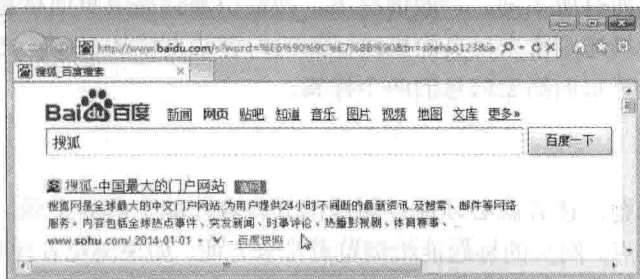 http://www.baidu.com/s?word=%E6%90%9C%E7%8B%90&tn=sitehao123&ie
搜狐_百度搜索
Bai百度 新闻 网页 贴吧 知道 音乐 图片 视频 地图 文库 更多»
搜狐 百度一下
搜狐-中国最大的门户网站
搜狐网是全球最大的中文门户网站,为用户提供24小时不间断的最新资讯,及搜索、邮件等网络
服务。内容包括全球热点事件、突发新闻、时事评论、热播影视剧、体育赛事、
www.sohu.com/ 2014-01-01 - 百度快照